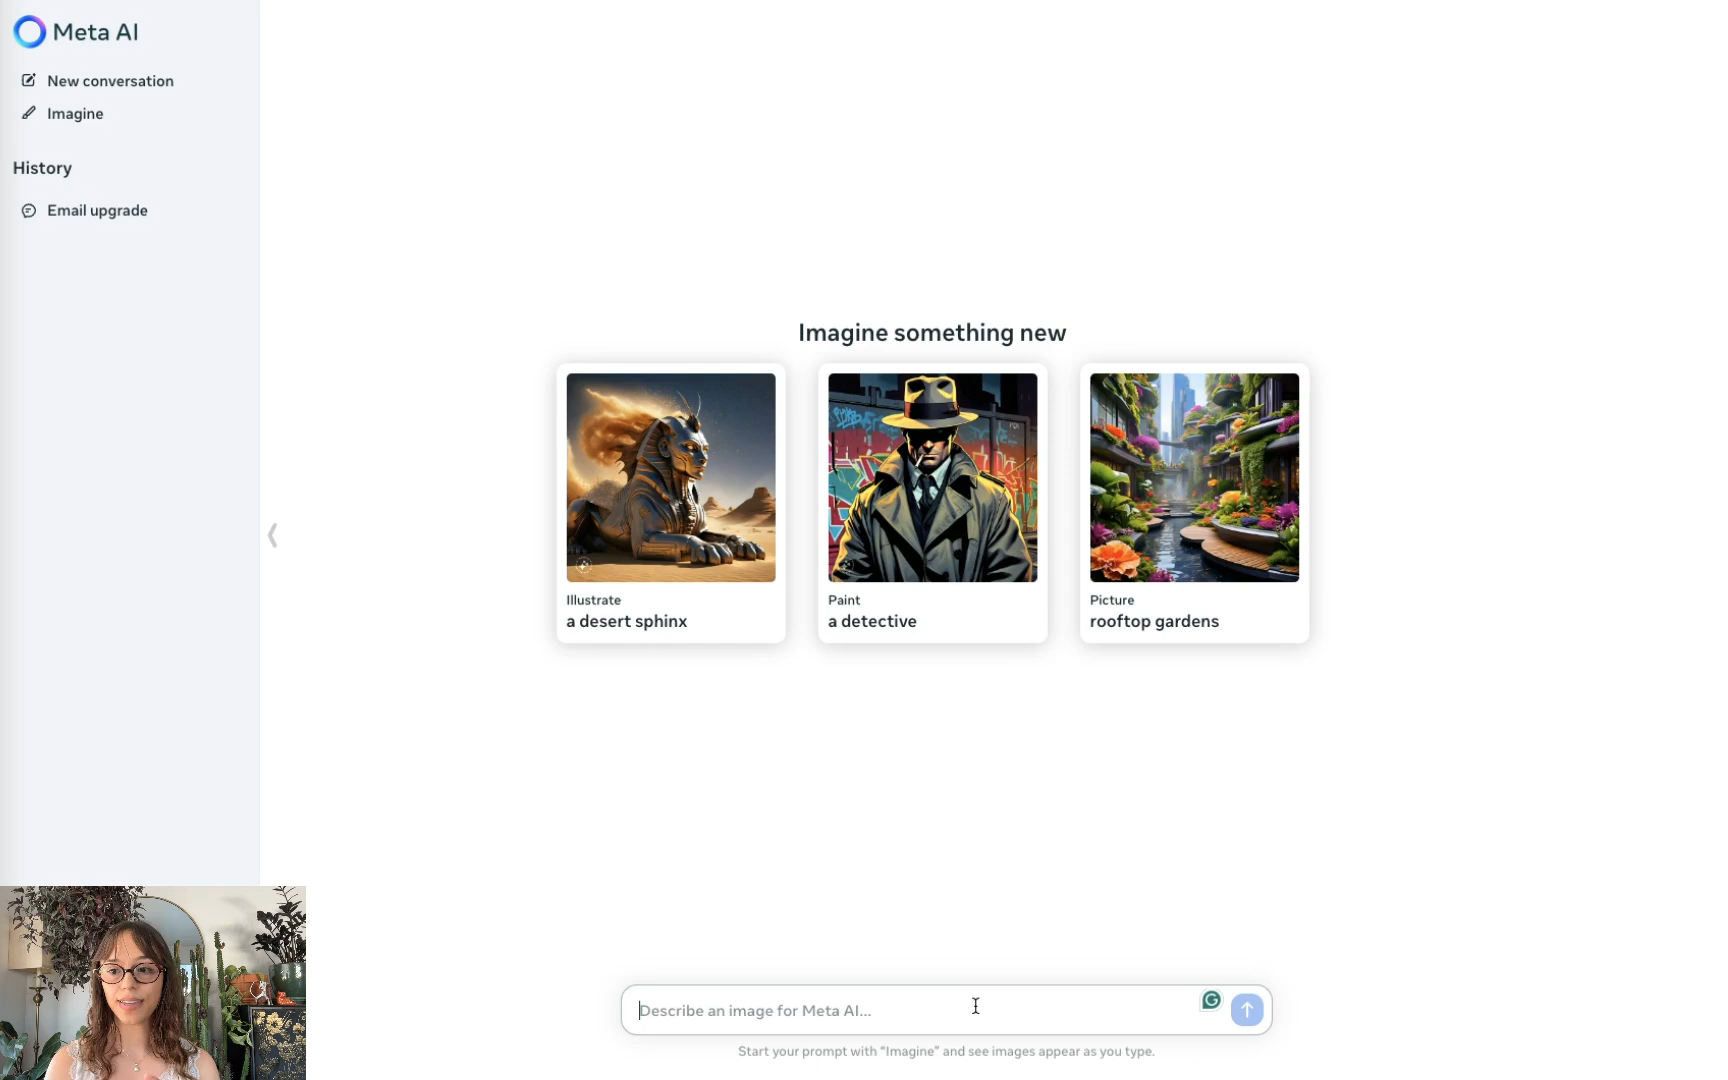 Meta AI
New conversation
Imagine
History
Email upgrade
Imagine something new
Illustrate
a desert sphinx
Paint
a detective
Picture
rooftop gardens
Describe an image for Meta AI...
Start your prompt with “Imagine” and see images appear as you type.